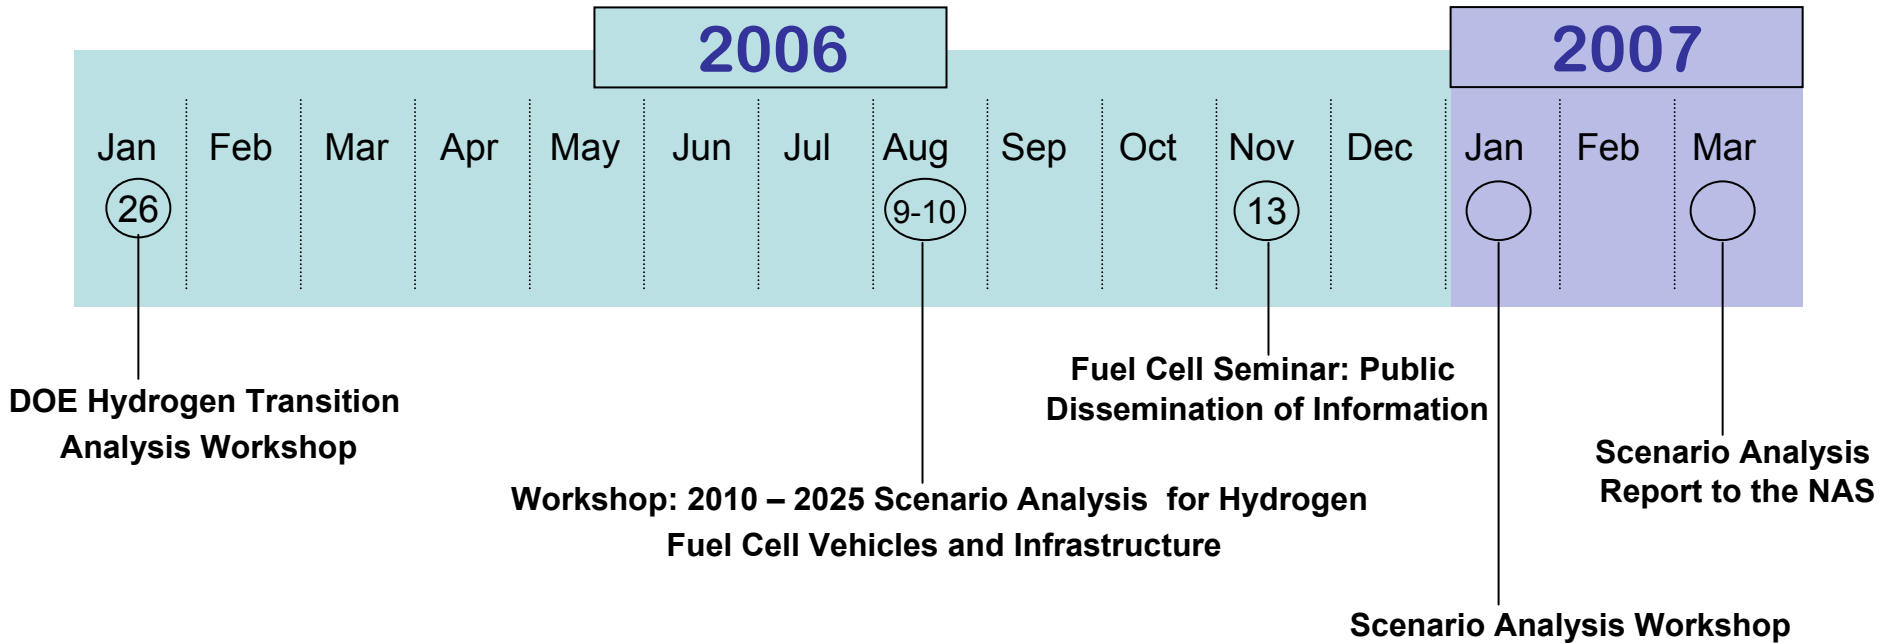 2006
2007
Jan Feb Mar Apr May Jun Jul Aug Sep Oct Nov Dec Jan Feb Mar
26 9-10 13
DOE Hydrogen Transition
Analysis Workshop
Workshop: 2010 – 2025 Scenario Analysis for Hydrogen
Fuel Cell Vehicles and Infrastructure
Fuel Cell Seminar: Public
Dissemination of Information
Scenario Analysis Workshop
Scenario Analysis
Report to the NAS